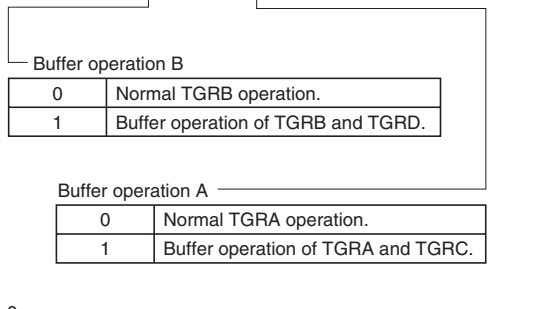 Buffer operation B
0 Normal TGRB operation.
1 Buffer operation of TGRB and TGRD.
Buffer operation A
0 Normal TGRA operation.
1 Buffer operation of TGRA and TGRC.